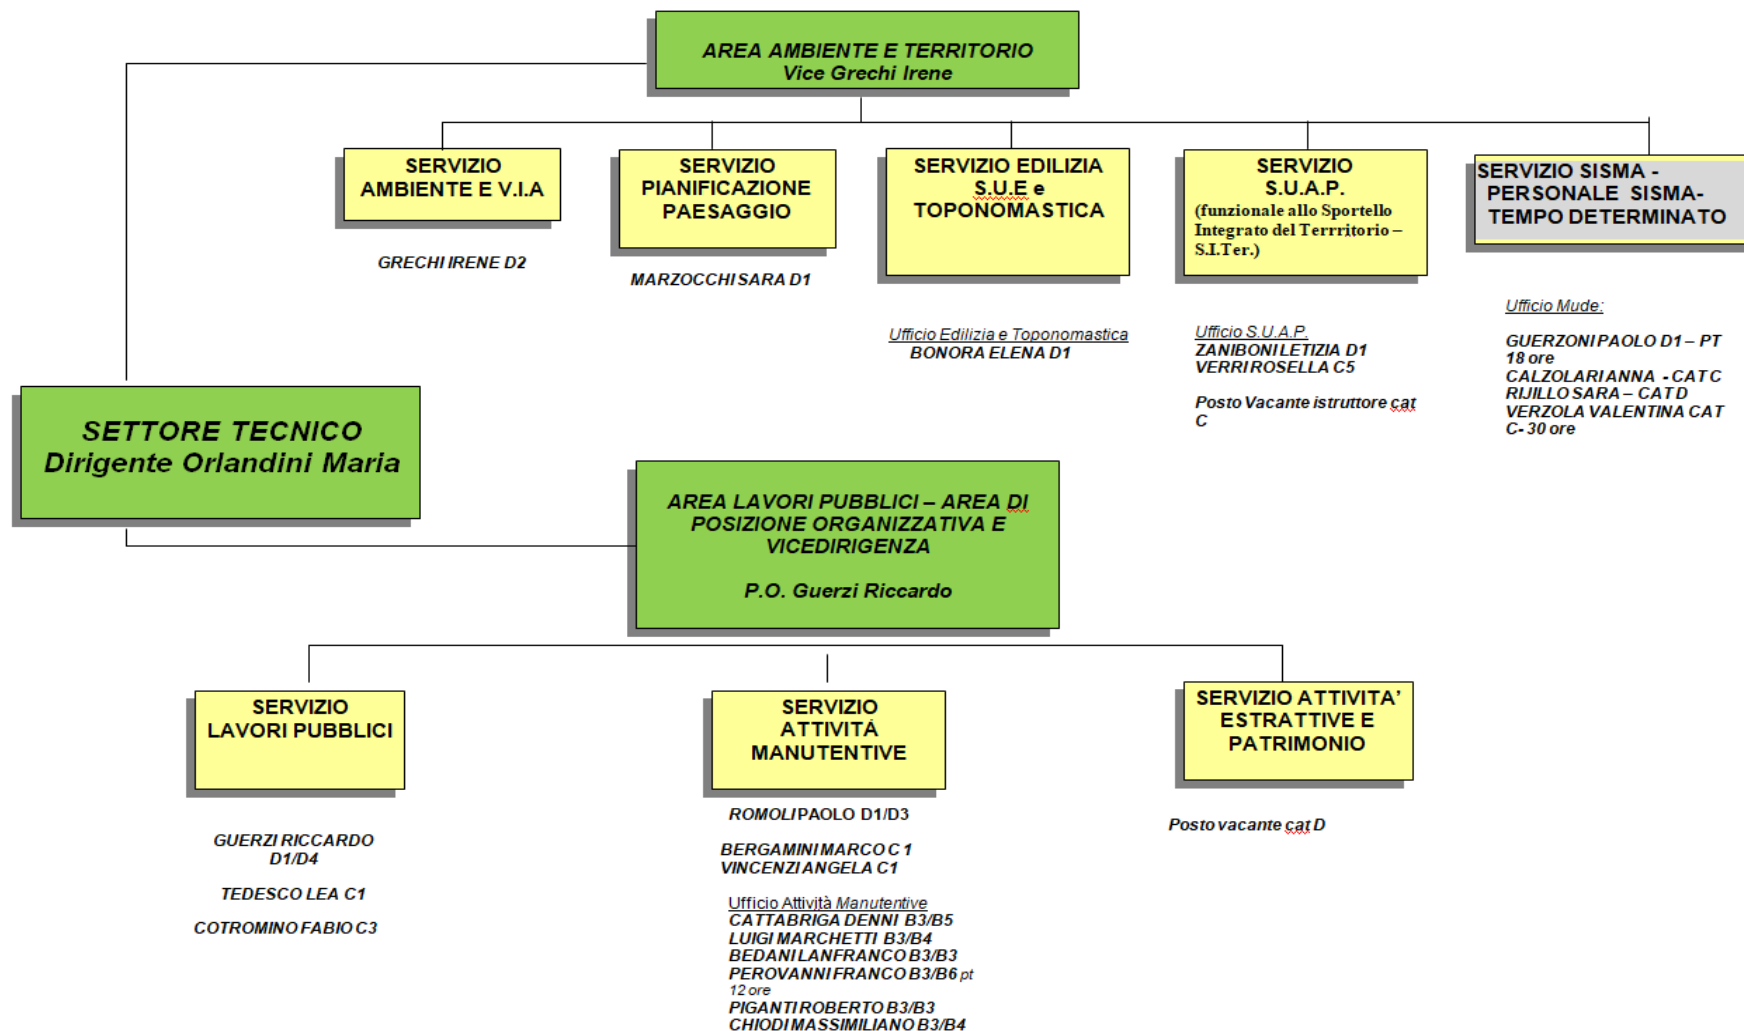 AREA AMBIENTE E TERRITORIO
Vice Grechi Irene
SERVIZIO
AMBIENTE E V.I.A
GRECHI IRENE D2
SERVIZIO
PIANIFICAZIONE
PAESAGGIO
MARZOCCHI SARA D1
SERVIZIO EDILIZIA
S.U.E e
TOPONOMASTICA
Ufficio Edilizia e Toponomastica
BONORA ELENA D1
SERVIZIO
S.U.A.P.
(funzionale allo Sportello
Integrato del Terrritorio –
S.I.Ter.)
Ufficio S.U.A.P.
ZANIBONI LETIZIA D1
VERRI ROSELLA C5
Posto Vacante istruttore cat
C
SERVIZIO SISMA -
PERSONALE SISMA-
TEMPO DETERMINATO
Ufficio Mude:
GUERZONI PAOLO D1 – PT
18 ore
CALZOLARI ANNA - CAT C
RIJILLO SARA – CAT D
VERZOLA VALENTINA CAT
C- 30 ore
SETTORE TECNICO
Dirigente Orlandini Maria
AREA LAVORI PUBBLICI – AREA DI
POSIZIONE ORGANIZZATIVA E
VICEDIRIGENZA
P.O. Guerzi Riccardo
SERVIZIO
LAVORI PUBBLICI
GUERZI RICCARDO
D1/D4
TEDESCO LEA C1
COTROMINO FABIO C3
SERVIZIO
ATTIVITÀ
MANUTENTIVE
ROMOLI PAOLO D1/D3
BERGAMINI MARCO C 1
VINCENZI ANGELA C1
Ufficio Attività Manutentive
CATTABRIGA DENNI B3/B5
LUIGI MARCHETTI B3/B4
BEDANI LANFRANCO B3/B3
PEROVANNI FRANCO B3/B6 pt
12 ore
PIGANTI ROBERTO B3/B3
CHIODI MASSIMILIANO B3/B4
SERVIZIO ATTIVITA’
ESTRATTIVE E
PATRIMONIO
Posto vacante cat D